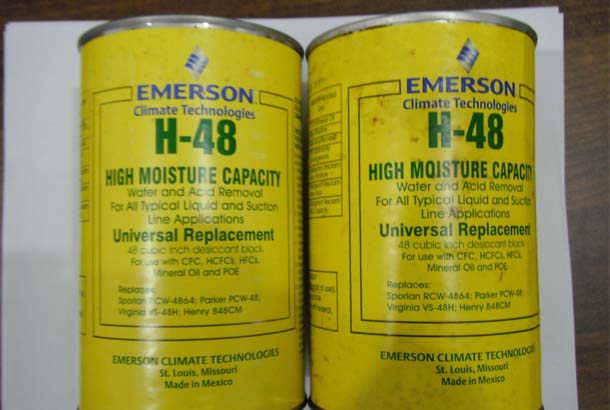 EMERSON
Climate Technologies
H-48
HIGH MOISTURE CAPACITY
Water and Acid Removal
For All Typical Liquid and Suction
Line Applications
Universal Replacement
48 cubic inch desiccant block
For use with CFC, HCFC's, HFC's,
Mineral Oil and POE
Replaces:
Sporlan RCW-4864; Parker PCW-48;
Virginia VS-48H; Henry 848CM
EMERSON CLIMATE TECHNOLOGIES
St. Louis, Missouri
Made in Mexico
EMERSON
Climate Technologies
H-48
HIGH MOISTURE CAPACITY
Water and Acid Removal
For All Typical Liquid and Suction
Line Applications
Universal Replacement
48 cubic inch desiccant block
For use with CFC, HCFC's, HFC's,
Mineral Oil and POE
Replaces:
Sporlan RCW-4864; Parker PCW-48;
Virginia VS-48H; Henry 848CM
EMERSON CLIMATE TECHNOLOGIES
St. Louis, Missouri
Made in Mexico